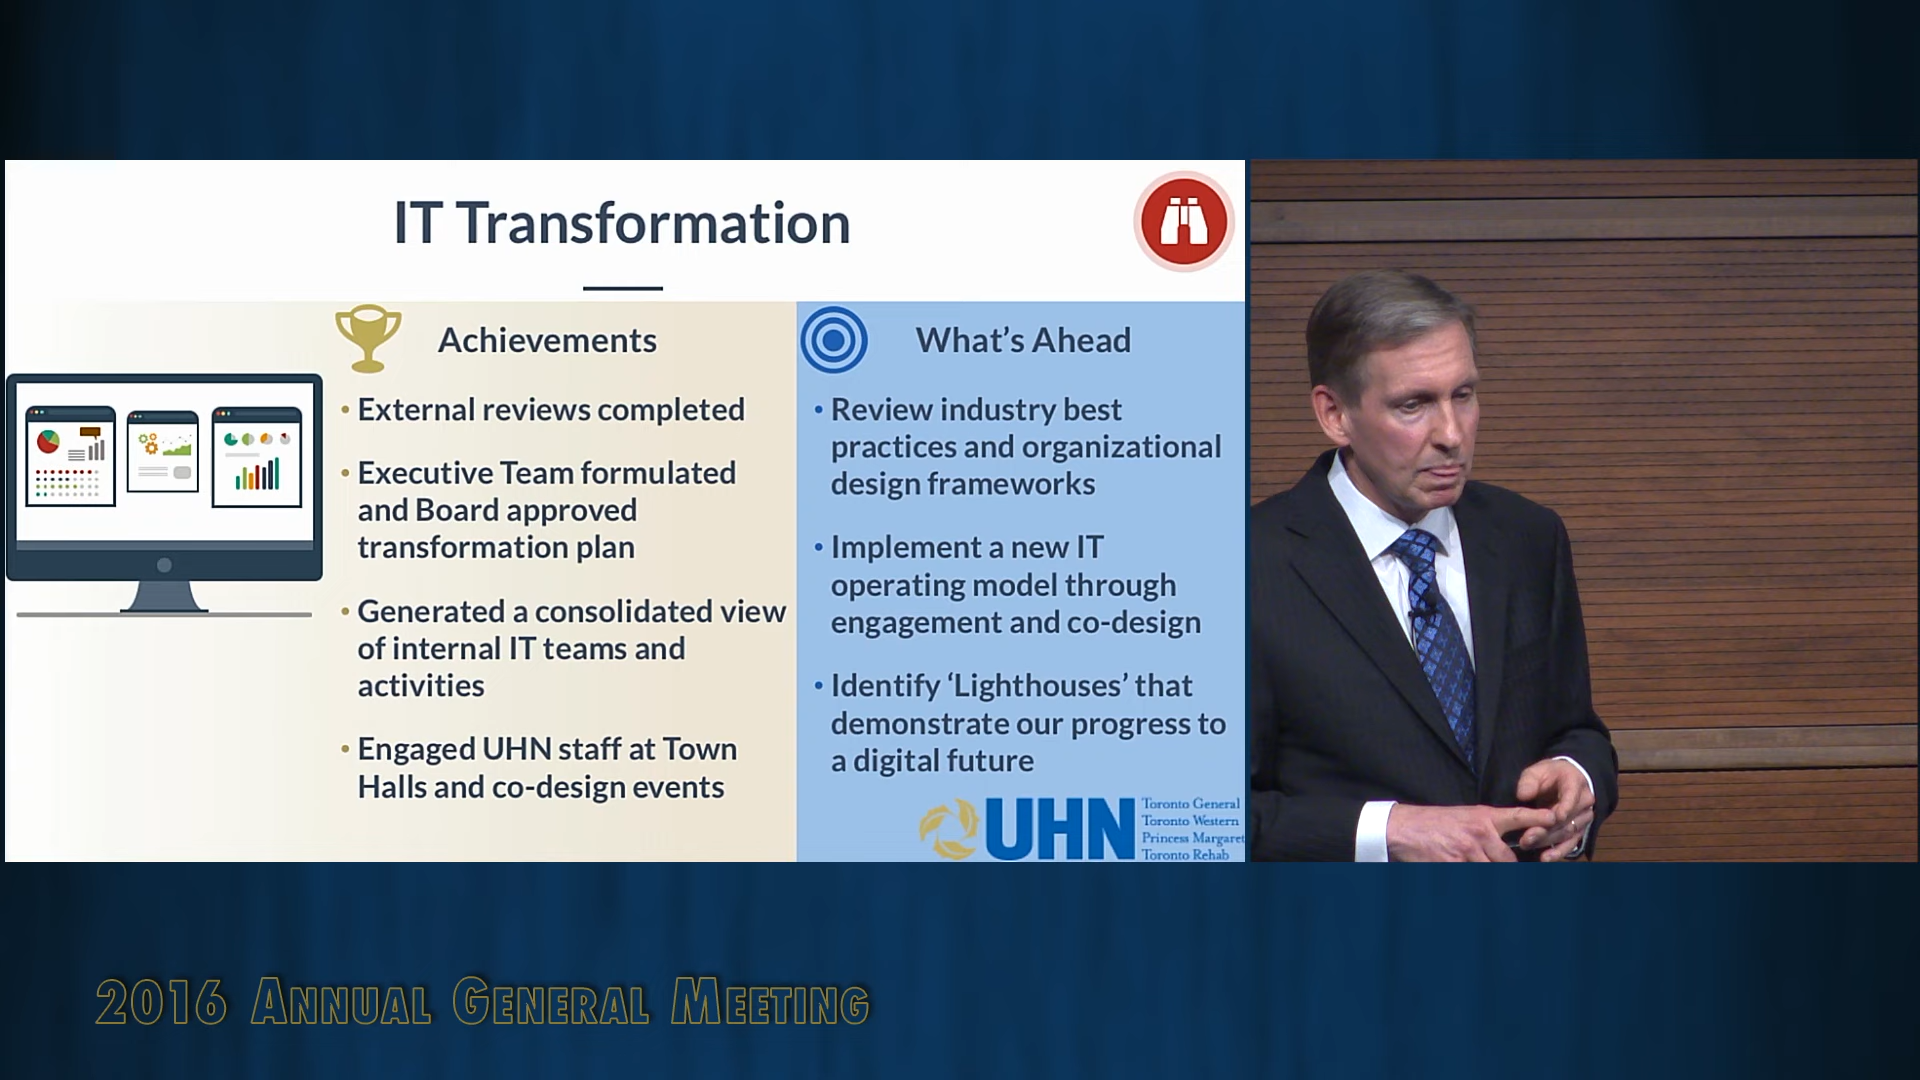 IT Transformation
Achievements
• External reviews completed
• Executive Team formulated
and Board approved
transformation plan
• Generated a consolidated view
of internal IT teams and
activities
• Engaged UHN staff at Town
Halls and co-design events
What’s Ahead
• Review industry best
practices and organizational
design frameworks
• Implement a new IT
operating model through
engagement and co-design
• Identify ‘Lighthouses’ that
demonstrate our progress to
a digital future
UHN
Toronto General
Toronto Western
Princess Margaret
Toronto Rehab
2016 Annual General Meeting